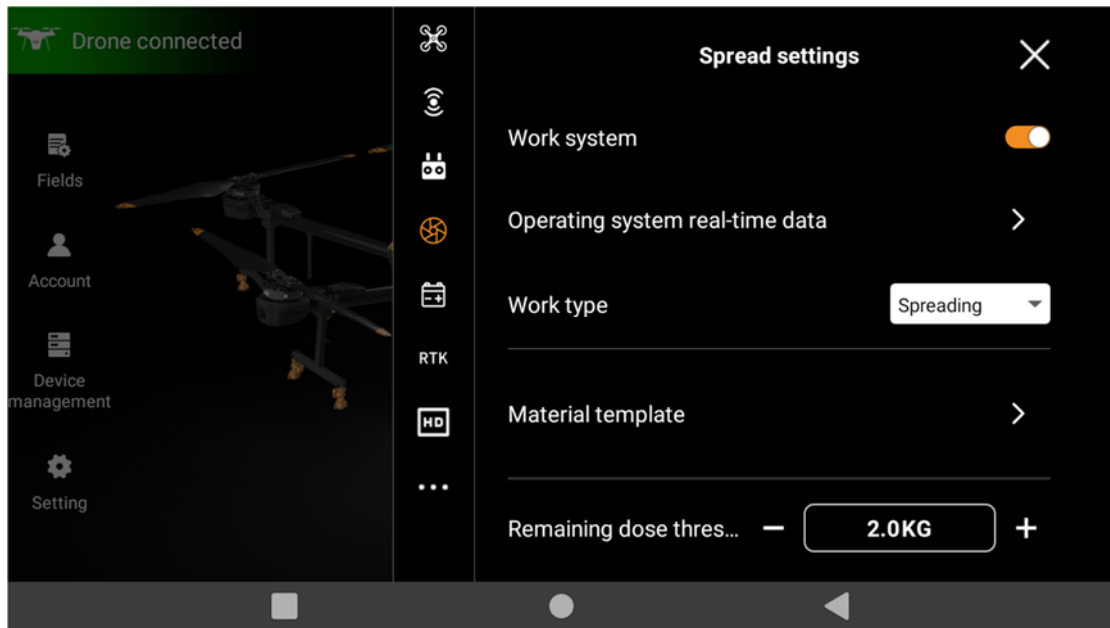 Drone connected
Fields
Account
Device
management
Setting
RTK
HD
Spread settings
Work system
Operating system real-time data
Work type
Spreading
Material template
Remaining dose thres...
2.0KG